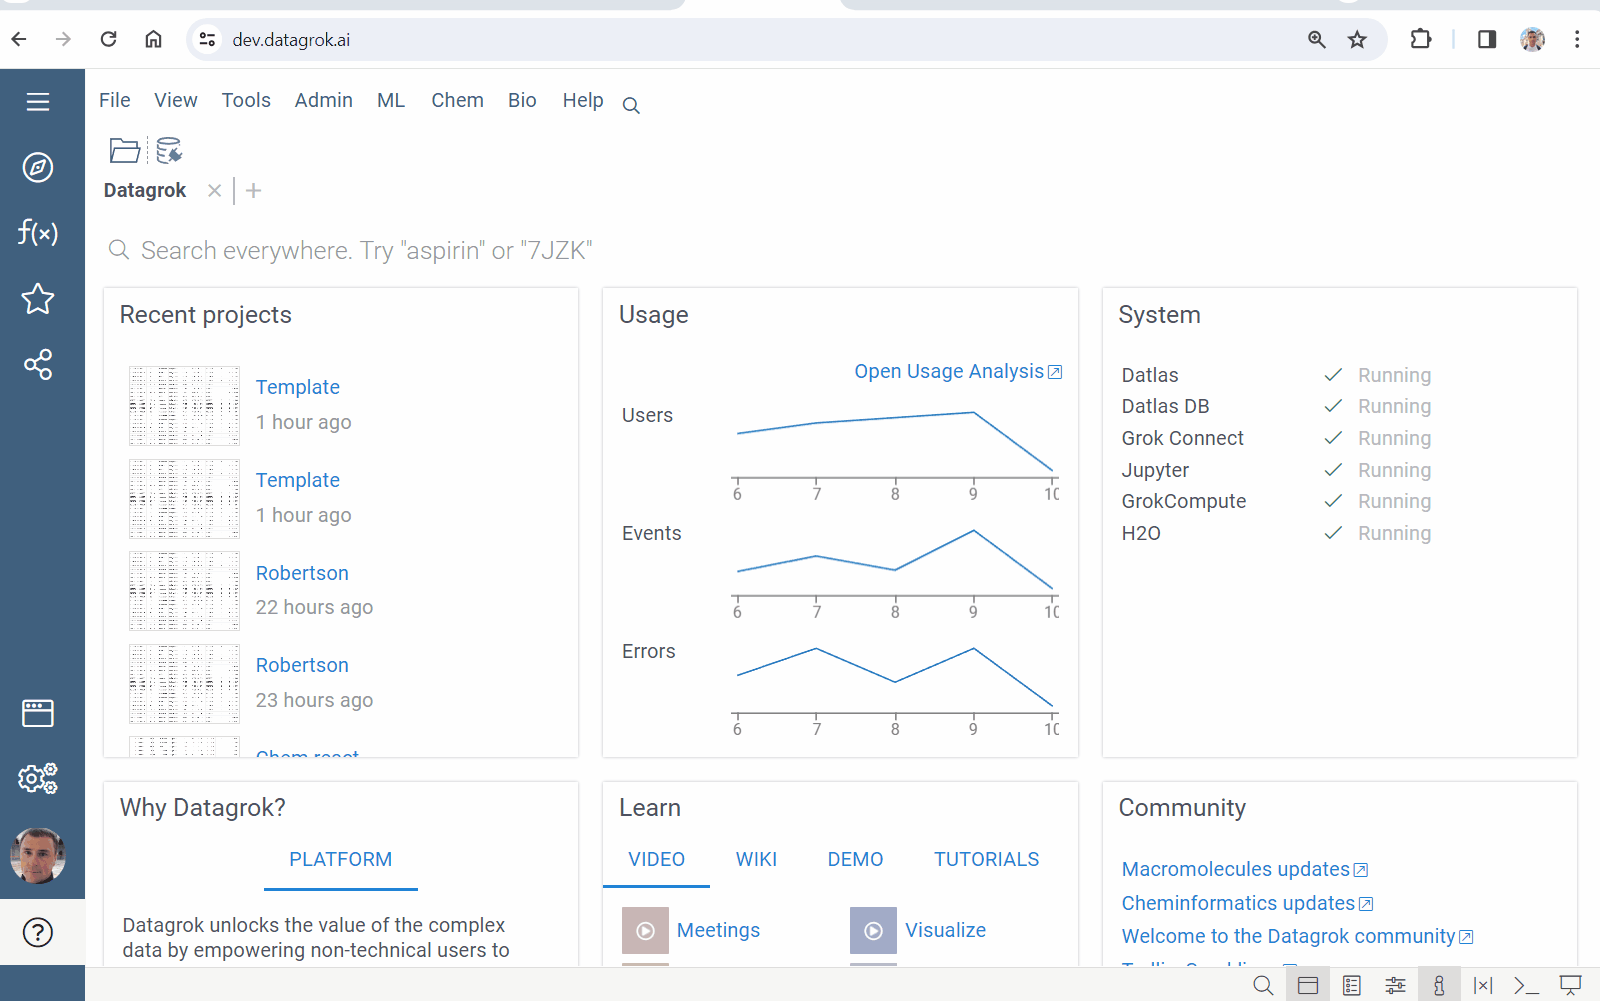 dev.datagrok.ai
File View Tools Admin ML Chem Bio Help
Datagrok
Search everywhere. Try "aspirin" or "7JZK"
Recent projects
Template
1 hour ago
Template
1 hour ago
Robertson
22 hours ago
Robertson
23 hours ago
Chem react
Usage
Open Usage Analysis
Users
6 7 8 9 10
Events
6 7 8 9 10
Errors
6 7 8 9 10
System
Datlas Running
Datlas DB Running
Grok Connect Running
Jupyter Running
GrokCompute Running
H2O Running
Why Datagrok?
PLATFORM
Datagrok unlocks the value of the complex
data by empowering non-technical users to
Learn
VIDEO WIKI DEMO TUTORIALS
Meetings Visualize
Community
Macromolecules updates
Cheminformatics updates
Welcome to the Datagrok community
f(x)